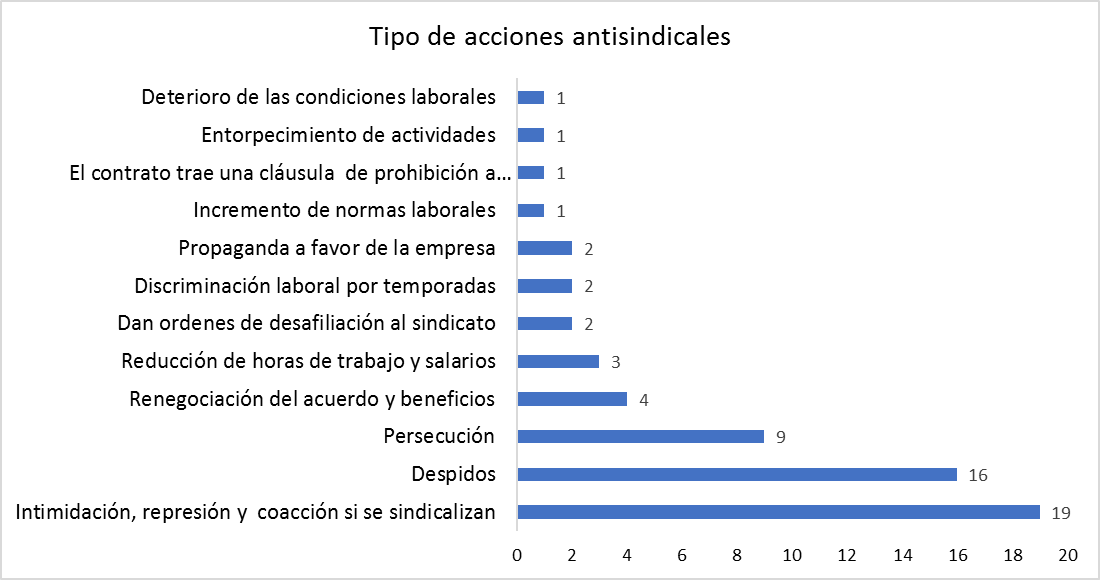 Tipo de acciones antisindicales
Deterioro de las condiciones laborales 1
Entorpecimiento de actividades 1
El contrato trae una cláusula  de prohibición a... 1
Incremento de normas laborales 1
Propaganda a favor de la empresa 2
Discriminación laboral por temporadas 2
Dan ordenes de desafiliación al sindicato 2
Reducción de horas de trabajo y salarios 3
Renegociación del acuerdo y beneficios 4
Persecución 9
Despidos 16
Intimidación, represión y  coacción si se sindicalizan 19
0 2 4 6 8 10 12 14 16 18 20